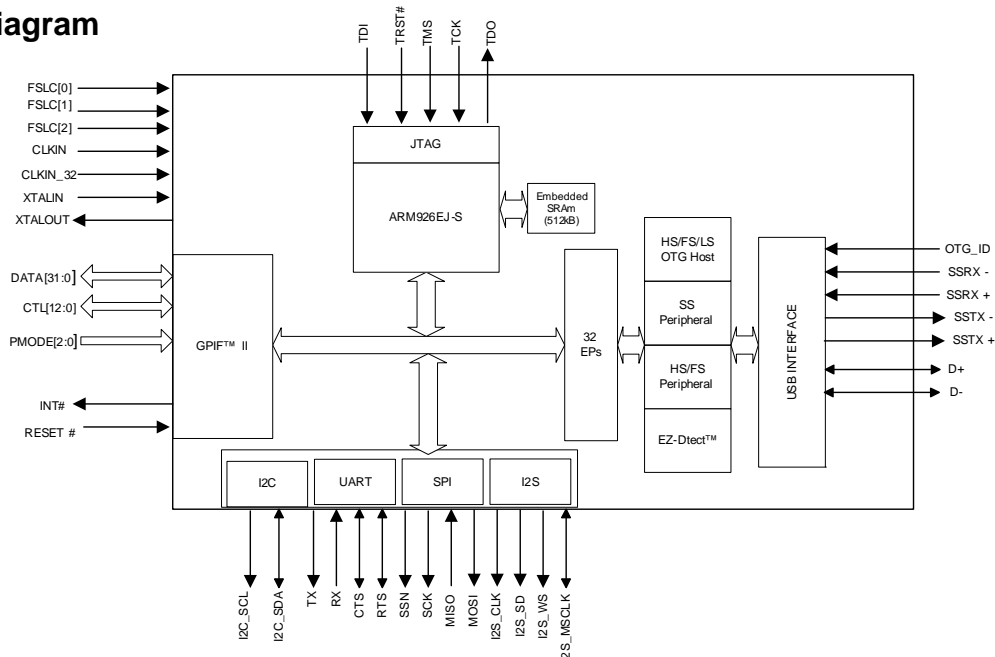 iagram
TDI
TRST#
TMS
TCK
TDO
FSLC[0]
FSLC[1]
FSLC[2]
CLKIN
CLKIN_32
XTALIN
XTALOUT
DATA[31:0]
CTL[12:0]
PMODE[2:0]
INT#
RESET #
JTAG
ARM926EJ-S
Embedded
SRAm
(512kB)
GPIF™ II
32
EPs
HS/FS/LS
OTG Host
SS
Peripheral
HS/FS
Peripheral
EZ-Dtect™
USB INTERFACE
OTG_ID
SSRX -
SSRX +
SSTX -
SSTX +
D+
D-
I2C
UART
SPI
I2S
I2C_SCL
I2C_SDA
TX
RX
CTS
RTS
SSN
SCK
MISO
MOSI
I2S_CLK
I2S_SD
I2S_WS
I2S_MSCLK